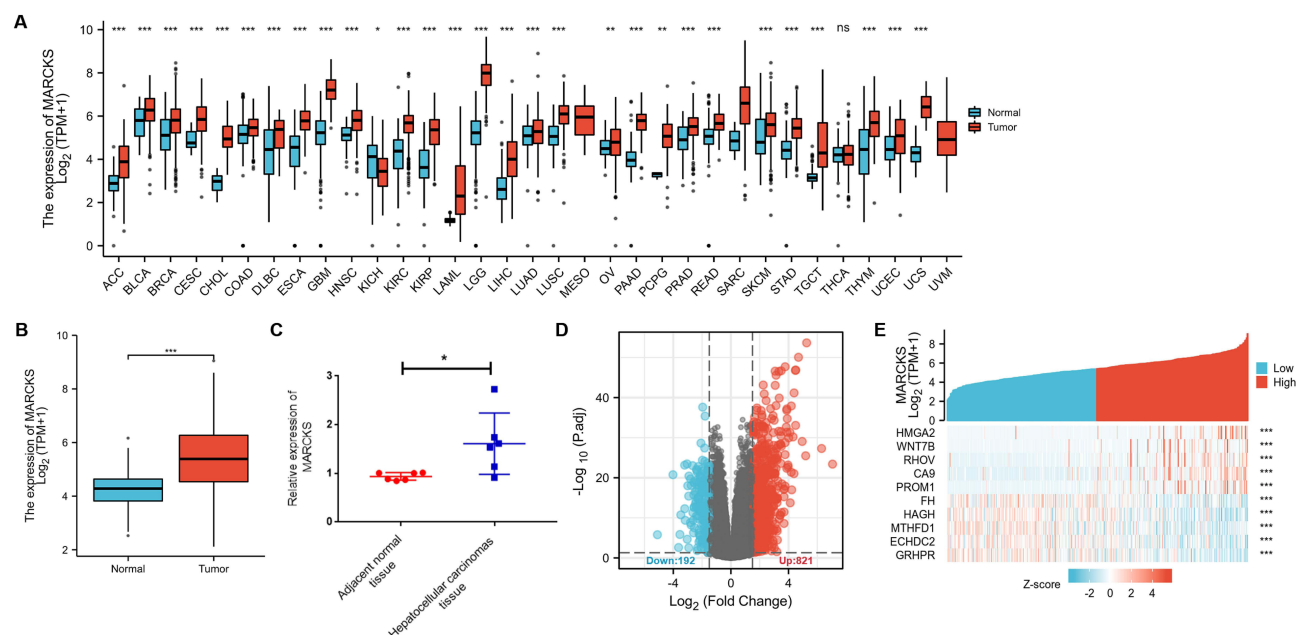 A
*** *** *** *** *** *** *** *** *** *** * *** *** *** *** *** *** *** ** *** ** *** *** *** *** *** ns *** *** ***
The expression of MARCKS
Log2 (TPM+1)
10
8
6
4
2
0
Normal
Tumor
ACC BLCA BRCA CESC CHOL COAD DLBC ESCA GBM HNSC KICH KIRC KIRP LAML LGG LIHC LUAD LUSC MESO OV PAAD PCPG PRAD READ SARC SKCM STAD TGCT THCA THYM UCEC UCS UVM
B
The expression of MARCKS
Log2 (TPM+1)
10
8
6
4
2
***
Normal Tumor
C
Relative expression of
MARCKS
*
3
2
1
0
Adjacent normal
tissue
Hepatocellular carcinomas
tissue
D
-Log10 (P.adj)
40
20
0
Down:192 Up:821
-4 0 4
Log2 (Fold Change)
E
MARCKS
Log2 (TPM+1)
8
6
4
2
0
Low
High
HMGA2 ***
WNT7B ***
RHOV ***
CA9 ***
PROM1 ***
FH ***
HAGH ***
MTHFD1 ***
ECHDC2 ***
GRHPR ***
Z-score
-2 0 2 4